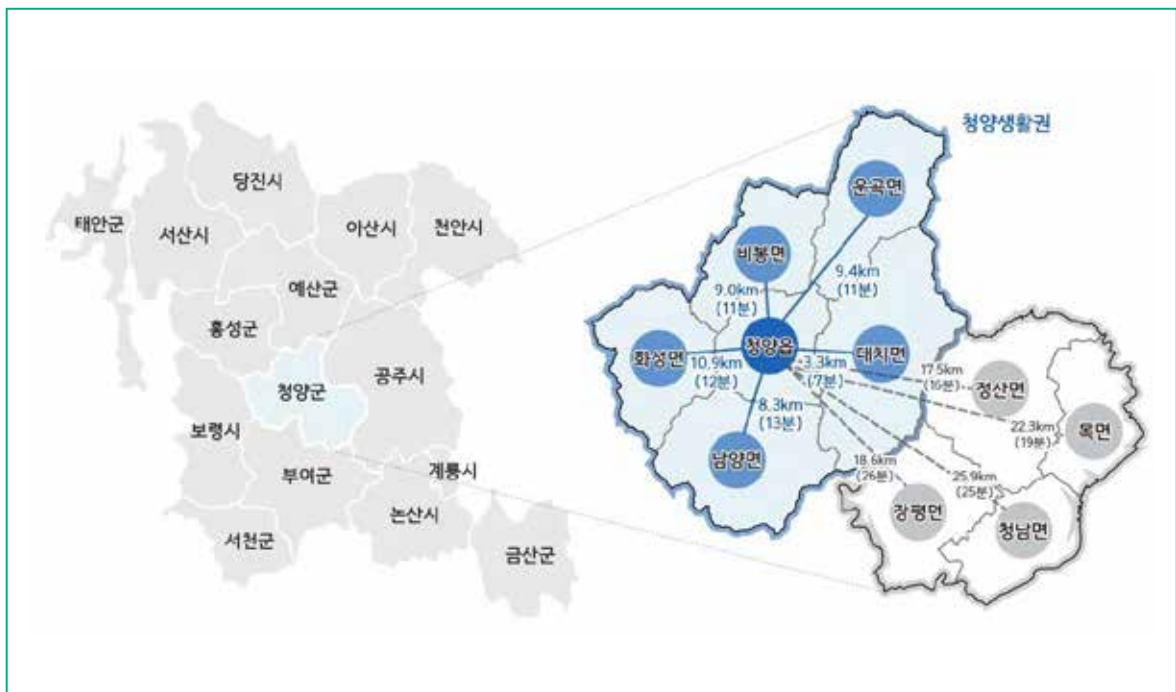 당진시
태안군
서산시
아산시
천안시
예산군
홍성군
청양군
공주시
보령시
부여군
계룡시
논산시
서천군
금산군
청양생활권
운곡면
비봉면
9.4km
(11분)
9.0km
(11분)
청양읍
화성면
10.9km
(12분)
3.3km
(7분)
대치면
17.5km
(16분)
정산면
8.3km
(13분)
22.3km
(19분)
목면
남양면
18.6km
(26분)
25.9km
(25분)
장평면
청남면